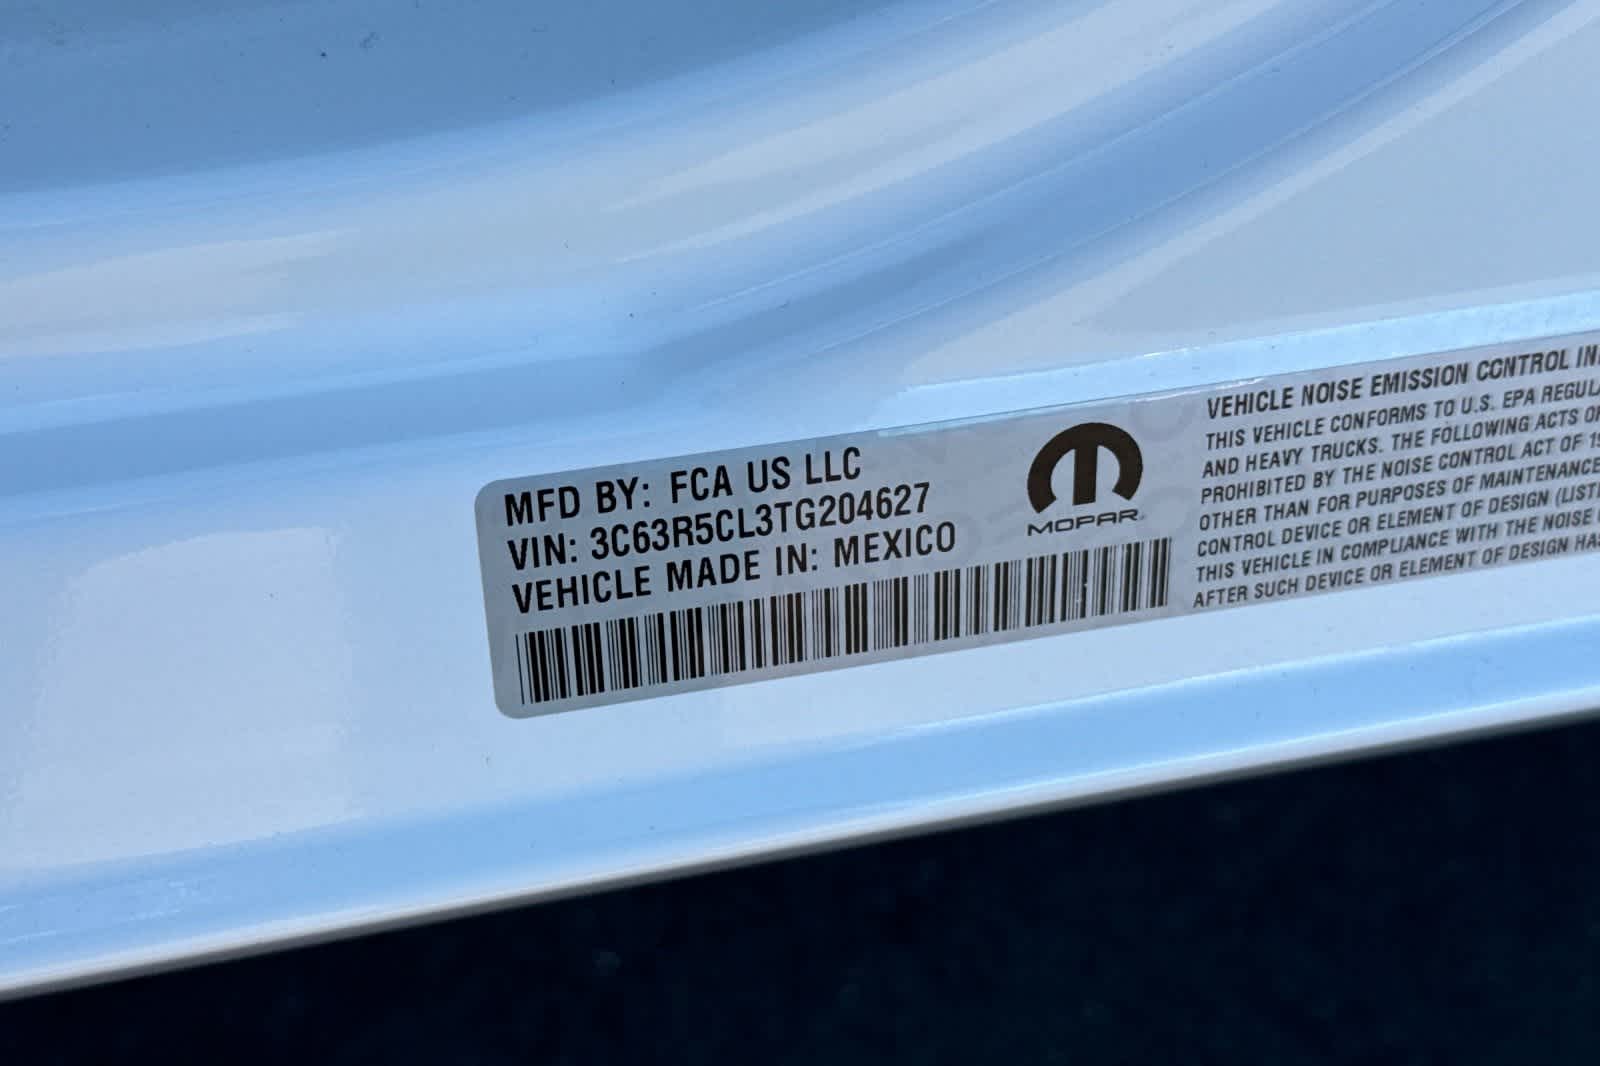 MFD BY: FCA US LLC
VIN: 3C63R5CL3TG204627
VEHICLE MADE IN: MEXICO
MOPAR
VEHICLE NOISE EMISSION CONTROL
THIS VEHICLE CONFORMS TO U.S. EPA
AND HEAVY TRUCKS. THE FOLLOWING ACTS
PROHIBITED BY THE NOISE CONTROL ACT OF
OTHER THAN FOR PURPOSES OF MAINTENANCE
CONTROL DEVICE OR ELEMENT OF DESIGN
THIS VEHICLE IN COMPLIANCE WITH THE NOISE
AFTER SUCH DEVICE OR ELEMENT OF DESIGN